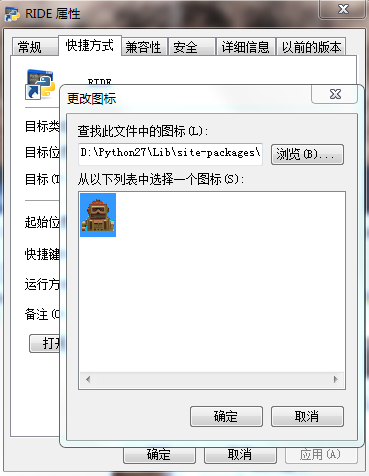 RIDE 属性
常规 快捷方式 兼容性 安全 详细信息 以前的版本
RIDE
更改图标
目标类
查找此文件中的图标(L):
目标位
D:\Python27\Lib\site-packages\ 浏览(B)...
目标(T
从以下列表中选择一个图标(S):
起始位
快捷键
运行方
备注(O
打开
确定 取消
确定 取消 应用(A)